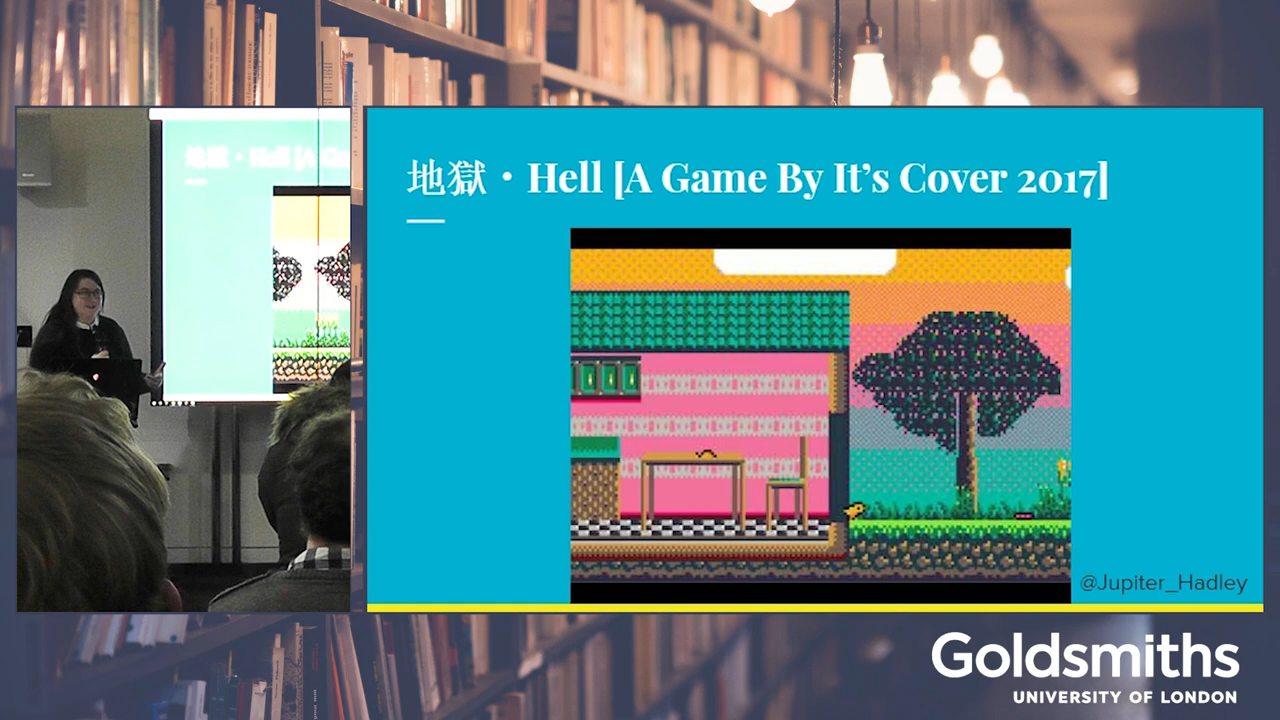 地獄・Hell [A Game By It's Cover 2017]
@Jupiter_Hadley
Goldsmiths
UNIVERSITY OF LONDON